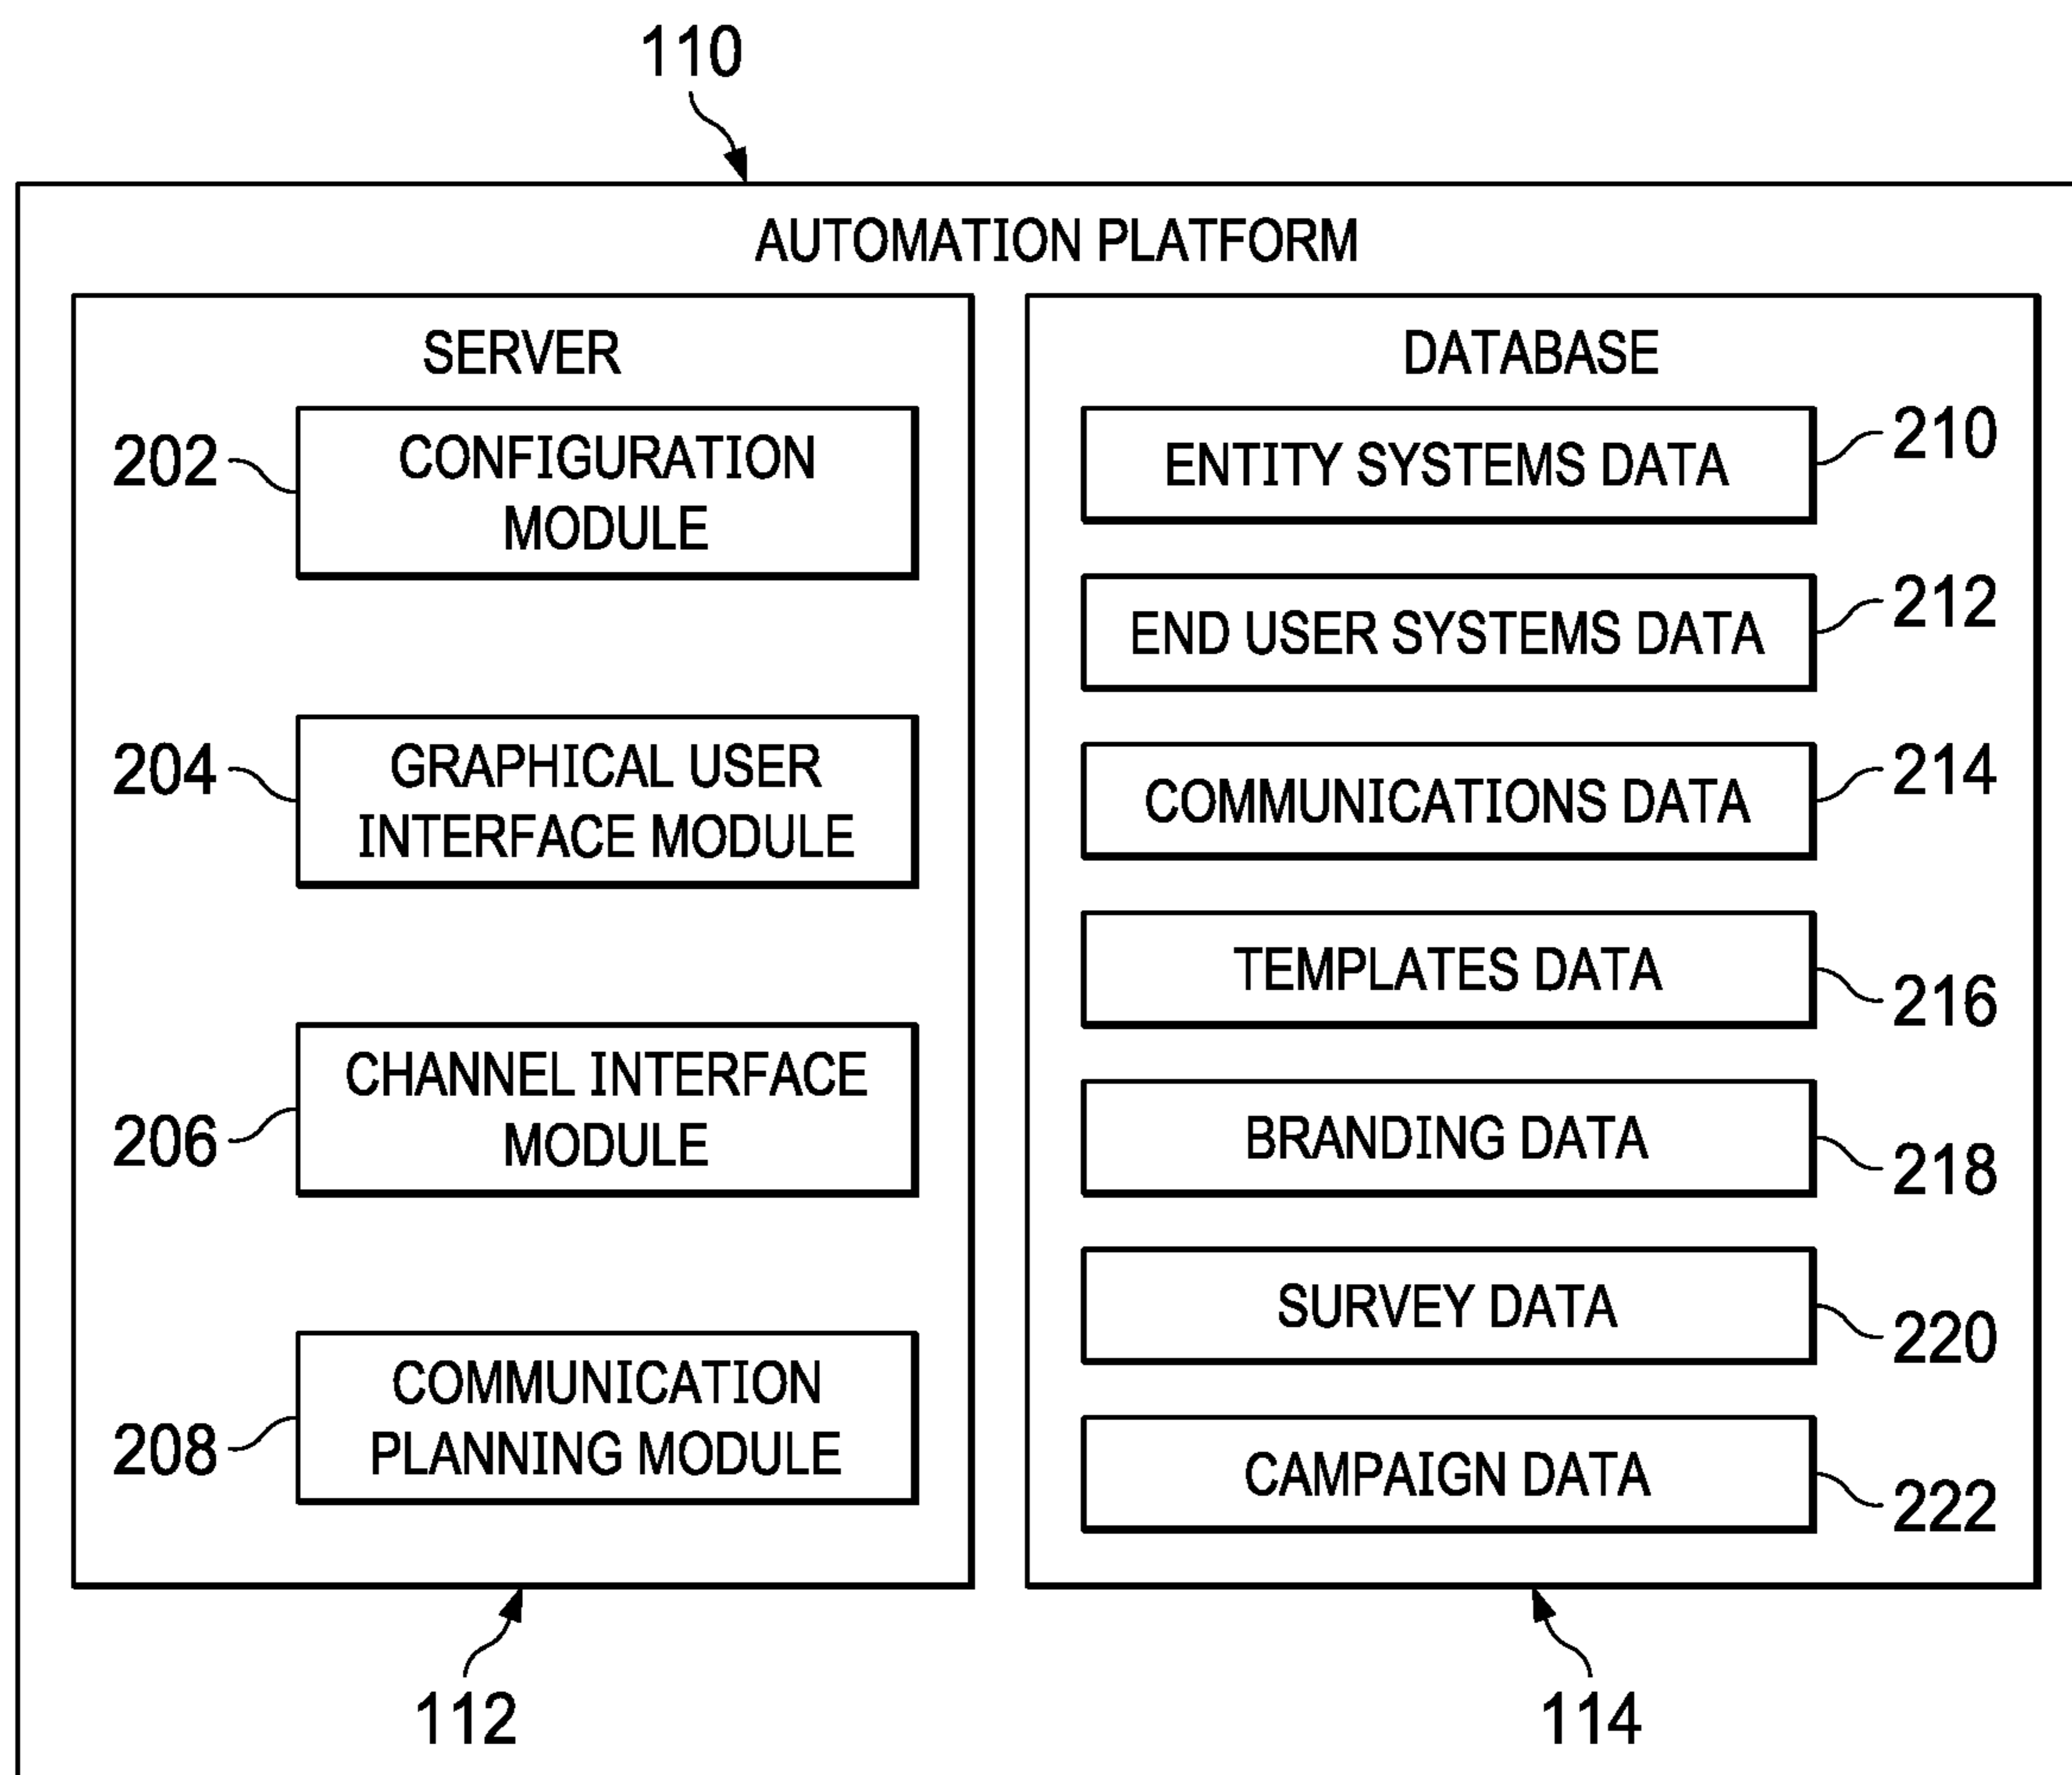 110
AUTOMATION PLATFORM
SERVER
202
CONFIGURATION
MODULE
204
GRAPHICAL USER
INTERFACE MODULE
206
CHANNEL INTERFACE
MODULE
208
COMMUNICATION
PLANNING MODULE
112
DATABASE
ENTITY SYSTEMS DATA
210
END USER SYSTEMS DATA
212
COMMUNICATIONS DATA
214
TEMPLATES DATA
216
BRANDING DATA
218
SURVEY DATA
220
CAMPAIGN DATA
222
114